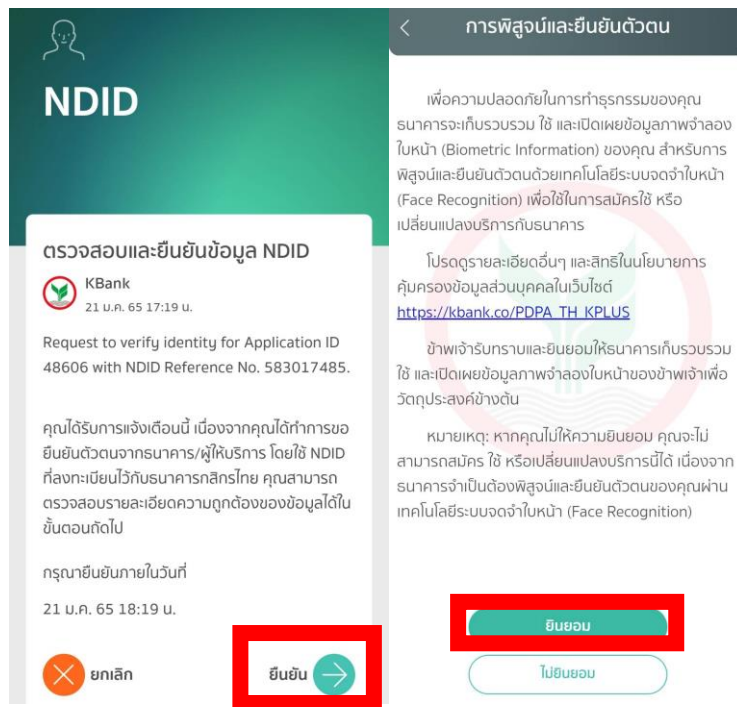 NDID
ตรวจสอบและยืนยันข้อมูล NDID
KBank
21 ม.ค. 65 17:19 น.
Request to verify identity for Application ID
48606 with NDID Reference No. 583017485.
คุณได้รับการแจ้งเตือนนี้ เนื่องจากคุณได้ทำการขอ
ยืนยันตัวตนจากธนาคาร/ผู้ให้บริการ โดยใช้ NDID
ที่ลงทะเบียนไว้กับธนาคารกสิกรไทย คุณสามารถ
ตรวจสอบรายละเอียดความถูกต้องของข้อมูลได้ใน
ขั้นตอนถัดไป
กรุณายืนยันภายในวันที่
21 ม.ค. 65 18:19 น.
ยกเลิก
ยืนยัน
การพิสูจน์และยืนยันตัวตน
เพื่อความปลอดภัยในการทำธุรกรรมของคุณ
ธนาคารจะเก็บรวบรวม ใช้ และเปิดเผยข้อมูลภาพจำลอง
ใบหน้า (Biometric Information) ของคุณ สำหรับการ
พิสูจน์และยืนยันตัวตนด้วยเทคโนโลยีระบบจดจำใบหน้า
(Face Recognition) เพื่อใช้ในการสมัครใช้ หรือ
เปลี่ยนแปลงบริการกับธนาคาร
โปรดดูรายละเอียดอื่นๆ และสิทธิในนโยบายการ
คุ้มครองข้อมูลส่วนบุคคลในเว็บไซต์
https://kbank.co/PDPA_TH_KPLUS
ข้าพเจ้ารับทราบและยินยอมให้ธนาคารเก็บรวบรวม
ใช้ และเปิดเผยข้อมูลภาพจำลองใบหน้าของข้าพเจ้าเพื่อ
วัตถุประสงค์ข้างต้น
หมายเหตุ: หากคุณไม่ให้ความยินยอม คุณจะไม่
สามารถสมัคร ใช้ หรือเปลี่ยนแปลงบริการนี้ได้ เนื่องจาก
ธนาคารจำเป็นต้องพิสูจน์และยืนยันตัวตนของคุณผ่าน
เทคโนโลยีระบบจดจำใบหน้า (Face Recognition)
ยินยอม
ไม่ยินยอม